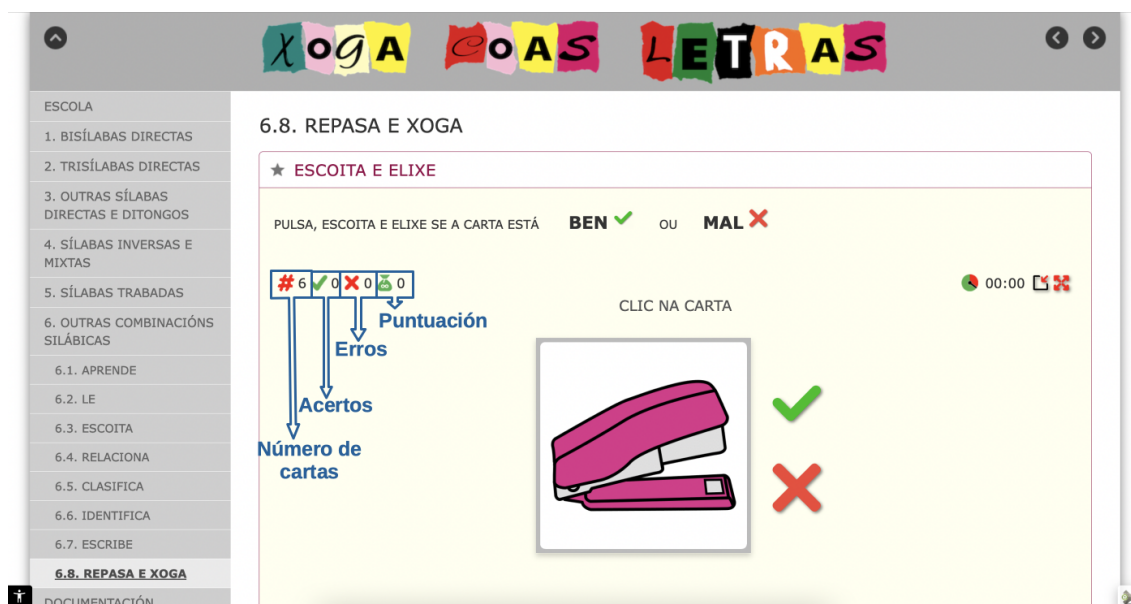 XOGA COAS LETRAS
ESCOLA
1. BISÍLABAS DIRECTAS
2. TRISÍLABAS DIRECTAS
3. OUTRAS SÍLABAS
DIRECTAS E DITONGOS
4. SÍLABAS INVERSAS E
MIXTAS
5. SÍLABAS TRABADAS
6. OUTRAS COMBINACIÓNS
SILÁBICAS
6.1. APRENDE
6.2. LE
6.3. ESCOITA
6.4. RELACIONA
6.5. CLASIFICA
6.6. IDENTIFICA
6.7. ESCRIBE
6.8. REPASA E XOGA
DOCUMENTACIÓN
6.8. REPASA E XOGA
ESCOITA E ELIXE
PULSA, ESCOITA E ELIXE SE A CARTA ESTÁ BEN OU MAL
# 6 0 0 0
00:00
CLIC NA CARTA
Puntuación
Erros
Acertos
Número de
cartas